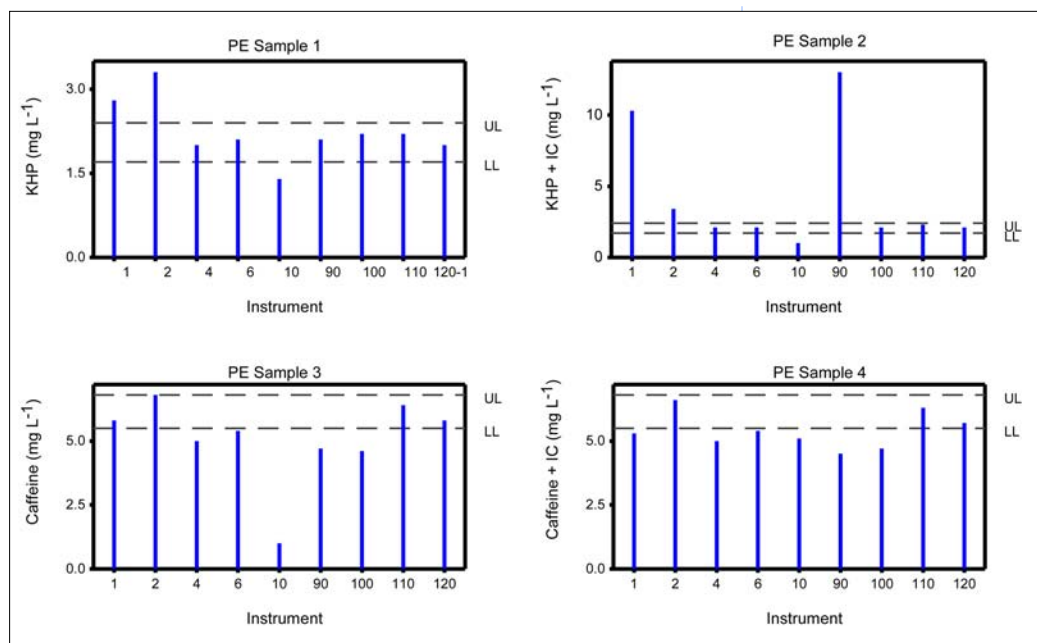 PE Sample 1
KHP (mg L⁻¹)
3.0
1.5
0.0
UL
LL
1 2 4 6 10 90 100 110 120-1
Instrument
PE Sample 2
KHP + IC (mg L⁻¹)
10
5
0
UL
LL
1 2 4 6 10 90 100 110 120
Instrument
PE Sample 3
Caffeine (mg L⁻¹)
5.0
2.5
0.0
UL
LL
1 2 4 6 10 90 100 110 120
Instrument
PE Sample 4
Caffeine + IC (mg L⁻¹)
5.0
2.5
0.0
UL
LL
1 2 4 6 10 90 100 110 120
Instrument